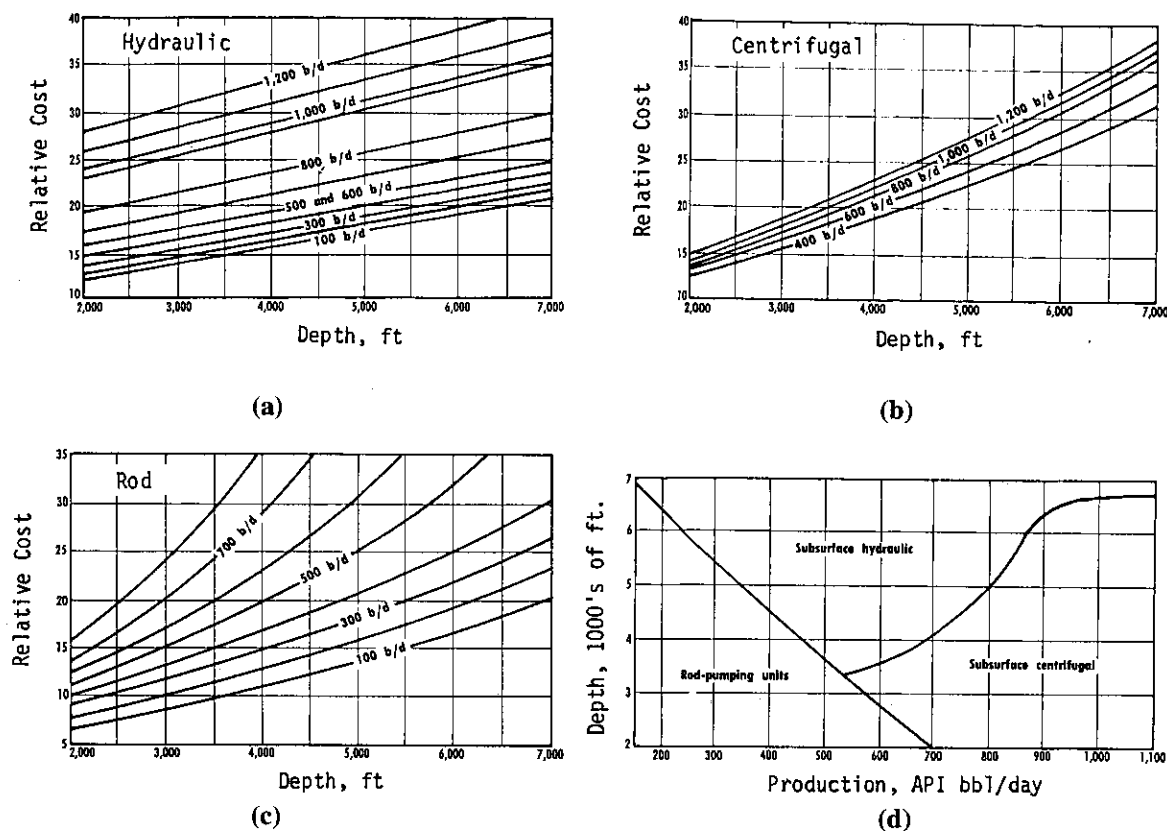 Hydraulic
Relative Cost
40
35
30
25
20
15
10
1,200 b/d
1,000 b/d
800 b/d
500 and 600 b/d
300 b/d
100 b/d
2,000 3,000 4,000 5,000 6,000 7,000
Depth, ft
(a)
Centrifugal
Relative Cost
40
35
30
25
20
15
70
1,200 b/d
1,000 b/d
800 b/d
600 b/d
400 b/d
2,000 3,000 4,000 5,000 6,000 7,000
Depth, ft
(b)
Rod
Relative Cost
35
30
25
20
15
10
5
700 b/d
500 b/d
300 b/d
100 b/d
2,000 3,000 4,000 5,000 6,000 7,000
Depth, ft
(c)
Depth, 1000's of ft.
7
6
5
4
3
2
Subsurface hydraulic
Subsurface centrifugal
Rod-pumping units
200 300 400 500 600 700 800 900 1,000 1,100
Production, API bbl/day
(d)